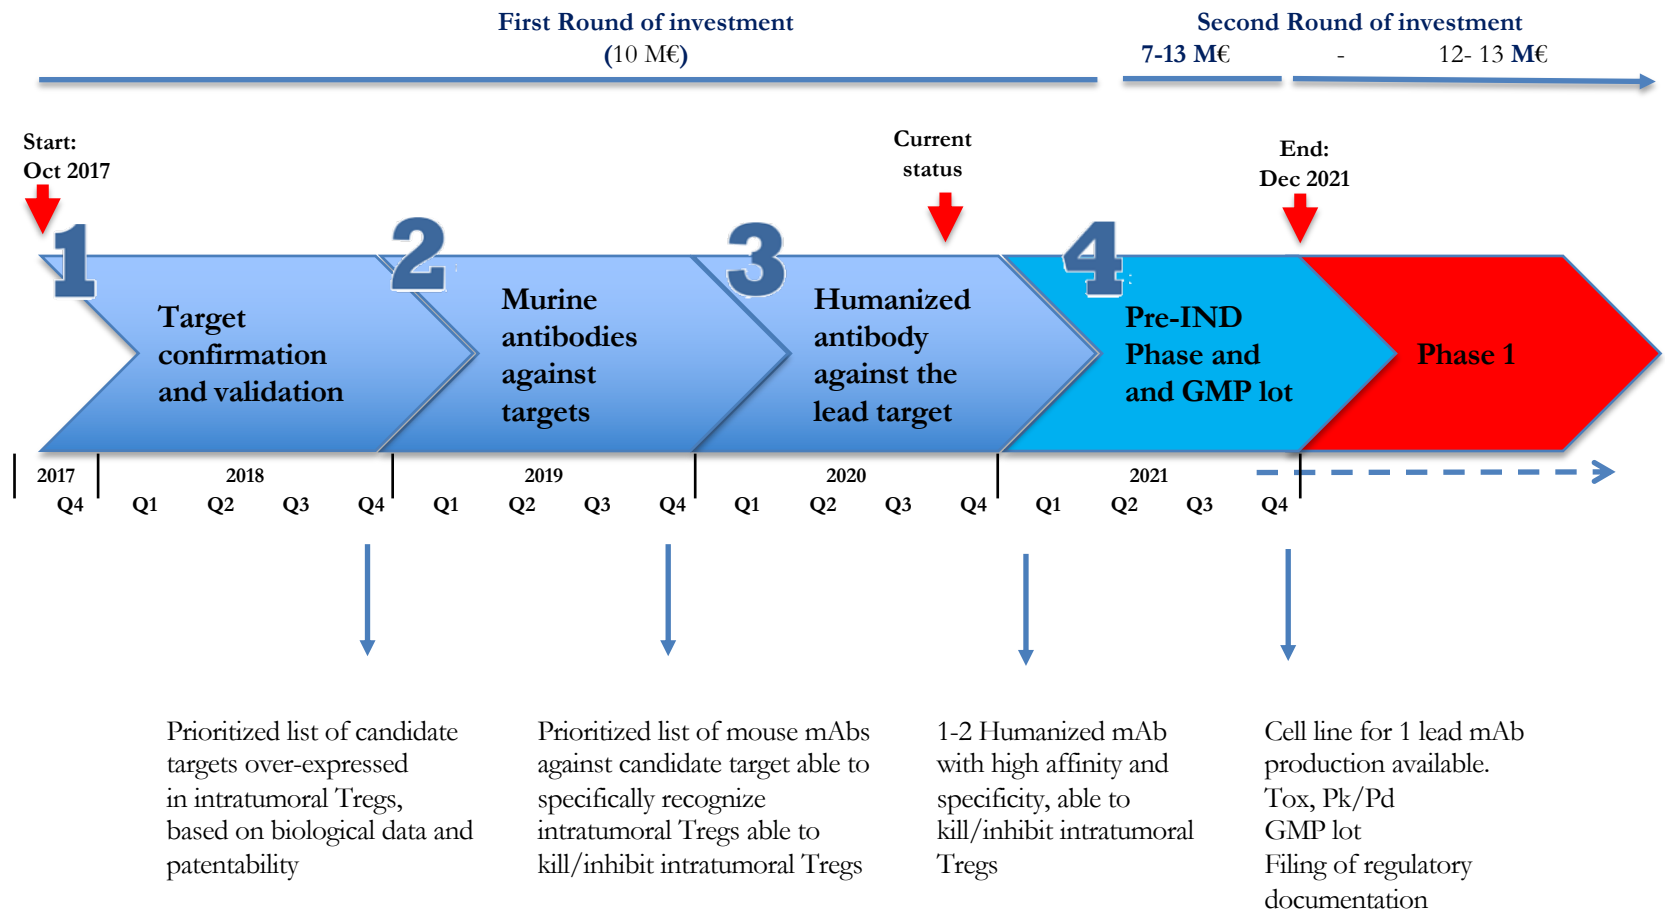 First Round of investment
(10 M€)
Second Round of investment
7-13 M€ - 12- 13 M€
Start:
Oct 2017
Current
status
End:
Dec 2021
1
2
3
4
Target
confirmation
and validation
Murine
antibodies
against
targets
Humanized
antibody
against the
lead target
Pre-IND
Phase and
and GMP lot
Phase 1
2017 2018 2019 2020 2021
Q4 Q1 Q2 Q3 Q4 Q1 Q2 Q3 Q4 Q1 Q2 Q3 Q4 Q1 Q2 Q3 Q4
Prioritized list of candidate
targets over-expressed
in intratumoral Tregs,
based on biological data and
patentability
Prioritized list of mouse mAbs
against candidate target able to
specifically recognize
intratumoral Tregs able to
kill/inhibit intratumoral Tregs
1-2 Humanized mAb
with high affinity and
specificity, able to
kill/inhibit intratumoral
Tregs
Cell line for 1 lead mAb
production available.
Tox, Pk/Pd
GMP lot
Filing of regulatory
documentation